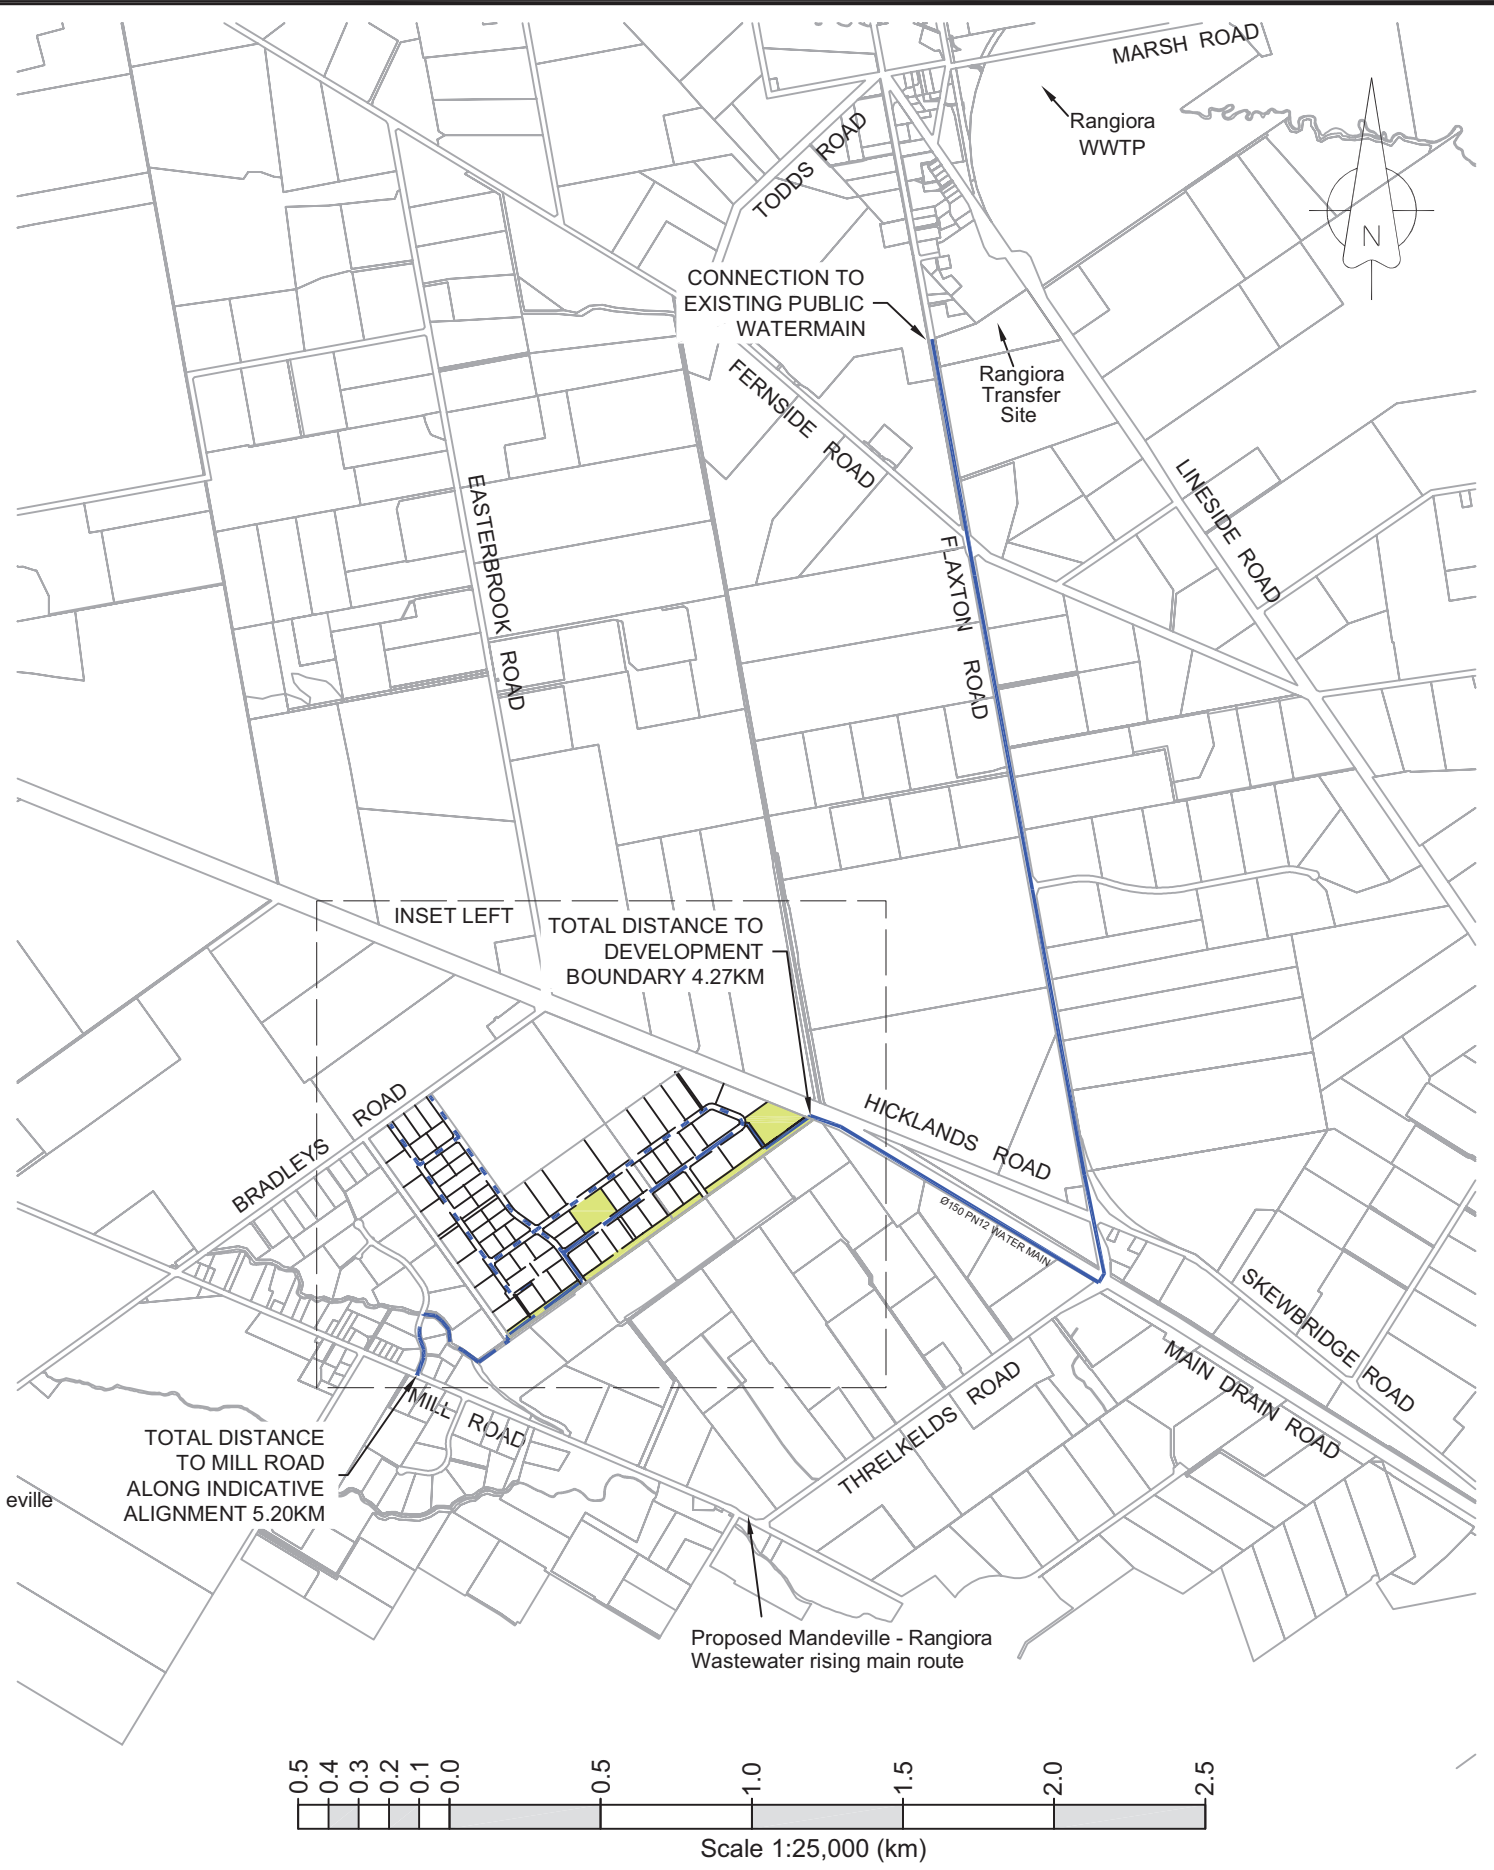 MARSH ROAD
Rangiora
WWTP
TODDS ROAD
N
CONNECTION TO
EXISTING PUBLIC
WATERMAIN
Rangiora
Transfer
Site
FERNSIDE ROAD
LINESIDE ROAD
EASTERBROOK ROAD
FLAXTON ROAD
INSET LEFT
TOTAL DISTANCE TO
DEVELOPMENT
BOUNDARY 4.27KM
BRADLEYS ROAD
HICKLANDS ROAD
Ø150 PN12 WATER MAIN
SKEWBRIDGE ROAD
MAIN DRAIN ROAD
THRELKELDS ROAD
MILL ROAD
TOTAL DISTANCE
TO MILL ROAD
ALONG INDICATIVE
ALIGNMENT 5.20KM
eville
Proposed Mandeville - Rangiora
Wastewater rising main route
0.5 0.4 0.3 0.2 0.1 0.0 0.5 1.0 1.5 2.0 2.5
Scale 1:25,000 (km)